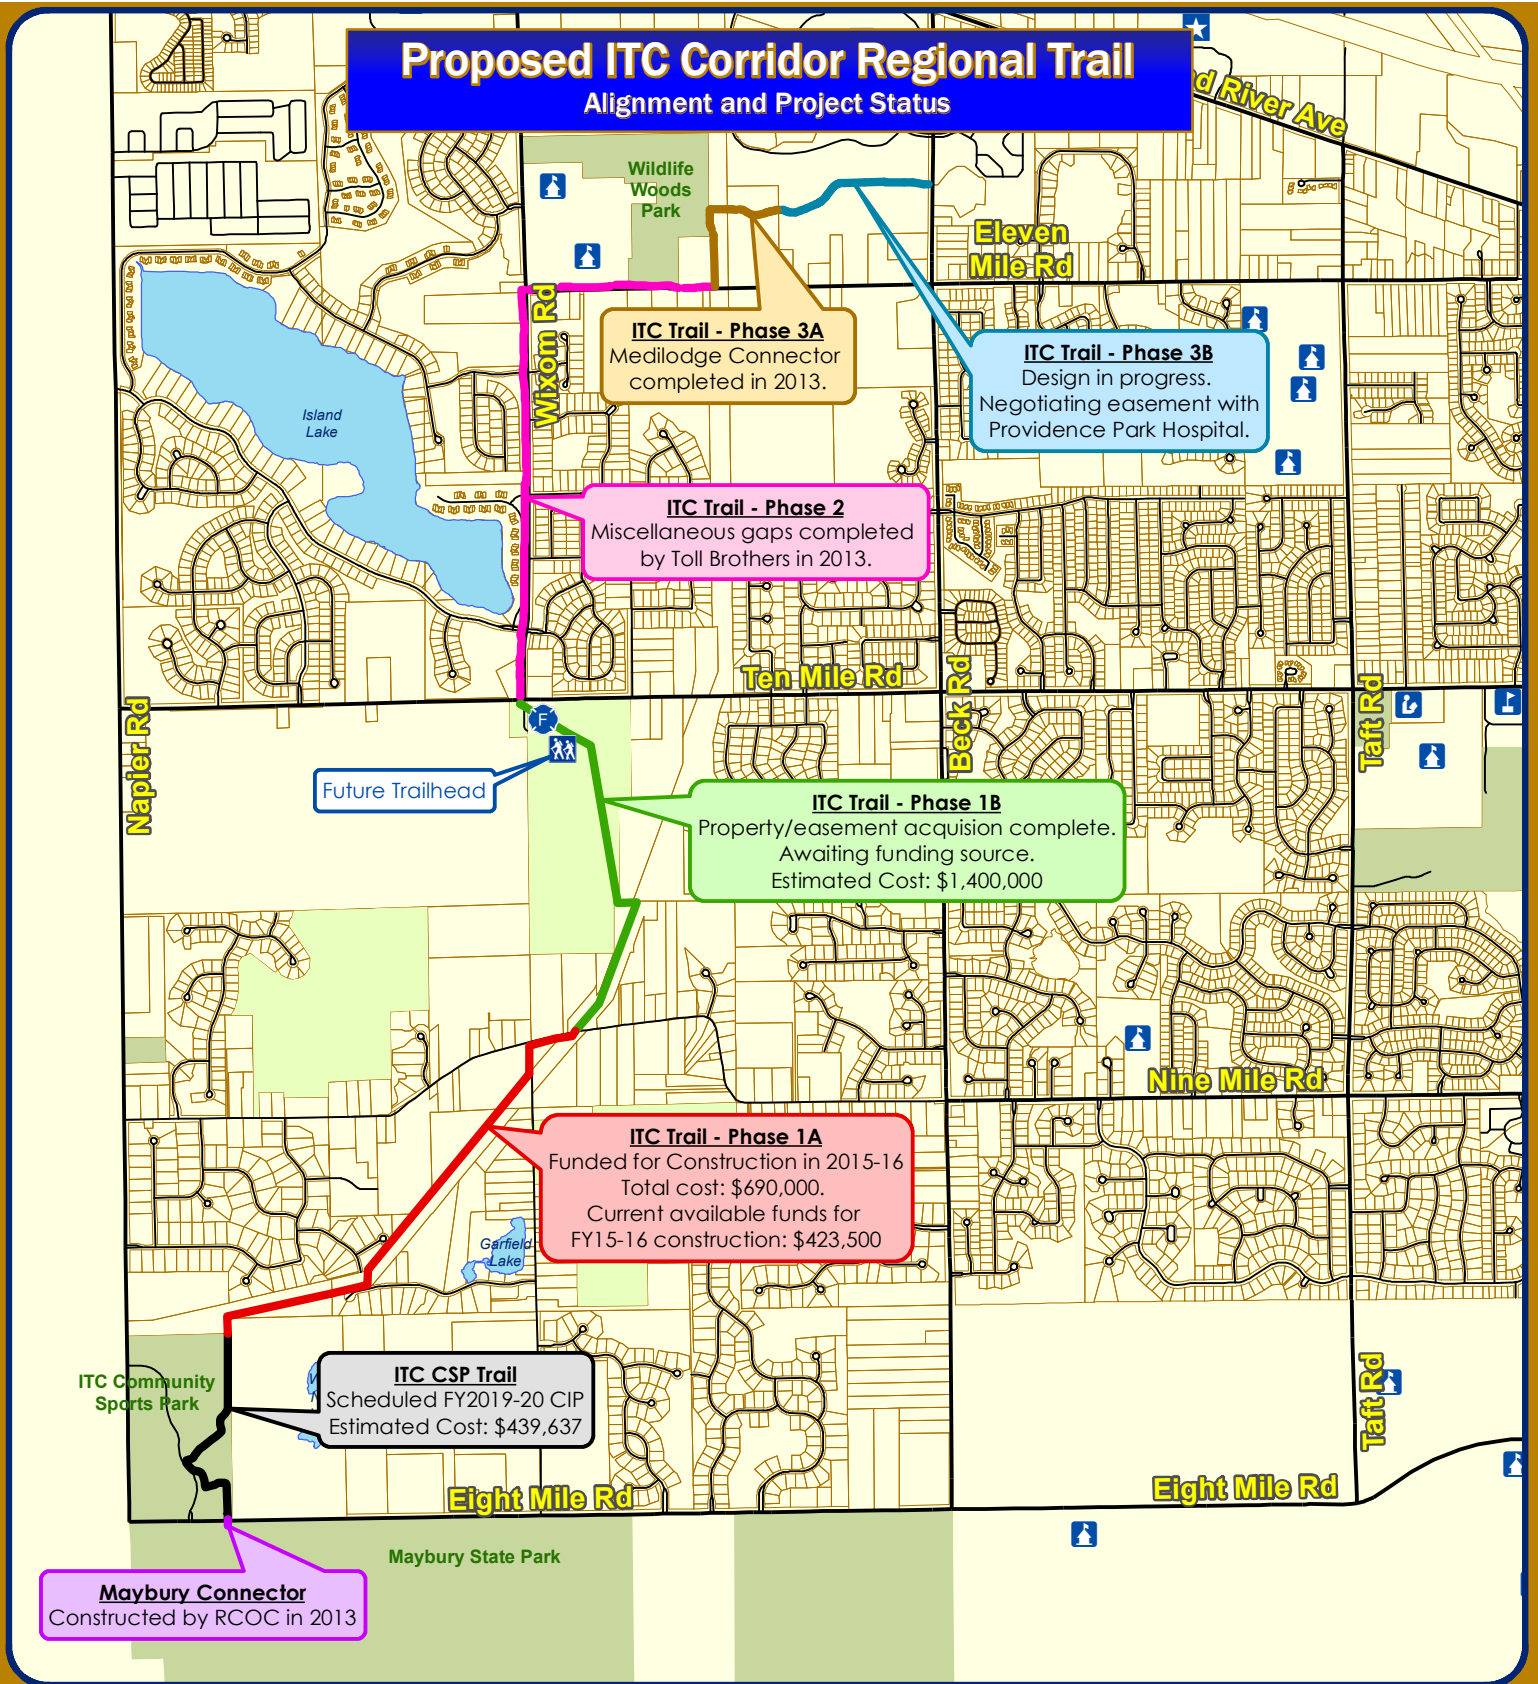 Proposed ITC Corridor Regional Trail
Alignment and Project Status
d River Ave
Wildlife
Woods
Park
Eleven
Mile Rd
Wixom Rd
ITC Trail - Phase 3A
Medilodge Connector
completed in 2013.
ITC Trail - Phase 3B
Design in progress.
Negotiating easement with
Providence Park Hospital.
Island
Lake
ITC Trail - Phase 2
Miscellaneous gaps completed
by Toll Brothers in 2013.
Ten Mile Rd
Beck Rd
Taft Rd
Napier Rd
F
Future Trailhead
ITC Trail - Phase 1B
Property/easement acquision complete.
Awaiting funding source.
Estimated Cost: $1,400,000
Nine Mile Rd
ITC Trail - Phase 1A
Funded for Construction in 2015-16
Total cost: $690,000.
Current available funds for
FY15-16 construction: $423,500
Garfield
Lake
ITC Community
Sports Park
ITC CSP Trail
Scheduled FY2019-20 CIP
Estimated Cost: $439,637
Taft Rd
Eight Mile Rd
Eight Mile Rd
Maybury State Park
Maybury Connector
Constructed by RCOC in 2013